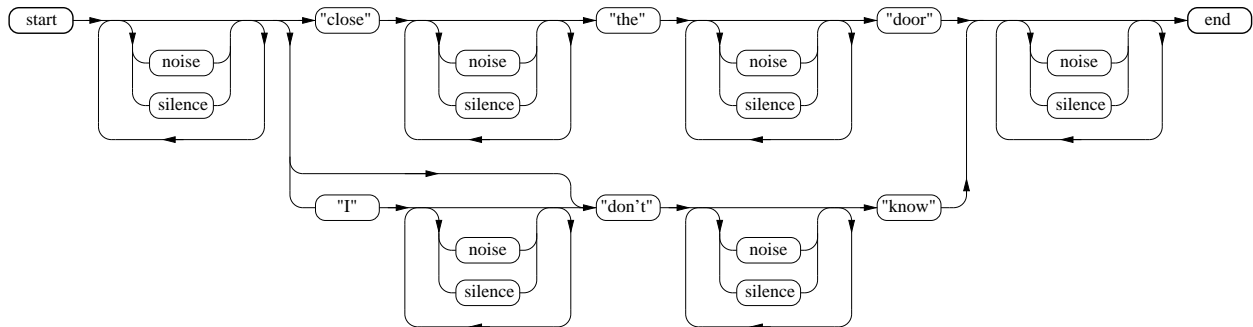 start "close" "the" "door" end
noise noise noise noise
silence silence silence silence
"I" "don't" "know"
noise noise
silence silence